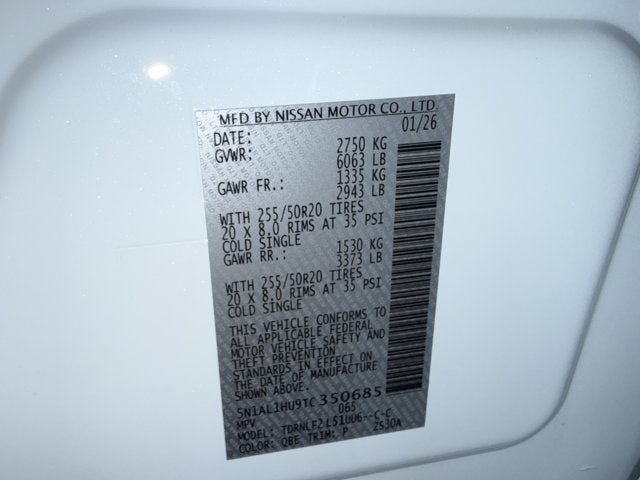 MFD BY NISSAN MOTOR CO., LTD.
DATE: 01/26
GVWR: 2750 KG
6063 LB
GAWR FR.: 1335 KG
2943 LB
WITH 255/50R20 TIRES
20 X 8.0 RIMS AT 35 PSI
COLD SINGLE
GAWR RR.: 1530 KG
3373 LB
WITH 255/50R20 TIRES
20 X 8.0 RIMS AT 35 PSI
COLD SINGLE
THIS VEHICLE CONFORMS TO
ALL APPLICABLE FEDERAL
MOTOR VEHICLE SAFETY AND
THEFT PREVENTION
STANDARDS IN EFFECT ON
THE DATE OF MANUFACTURE
SHOWN ABOVE.
5N1AL1HU9TC350685
MPV 065
MODEL: TDRNLF2 L51UU6--C-C
COLOR: QBE TRIM: P ZS30A